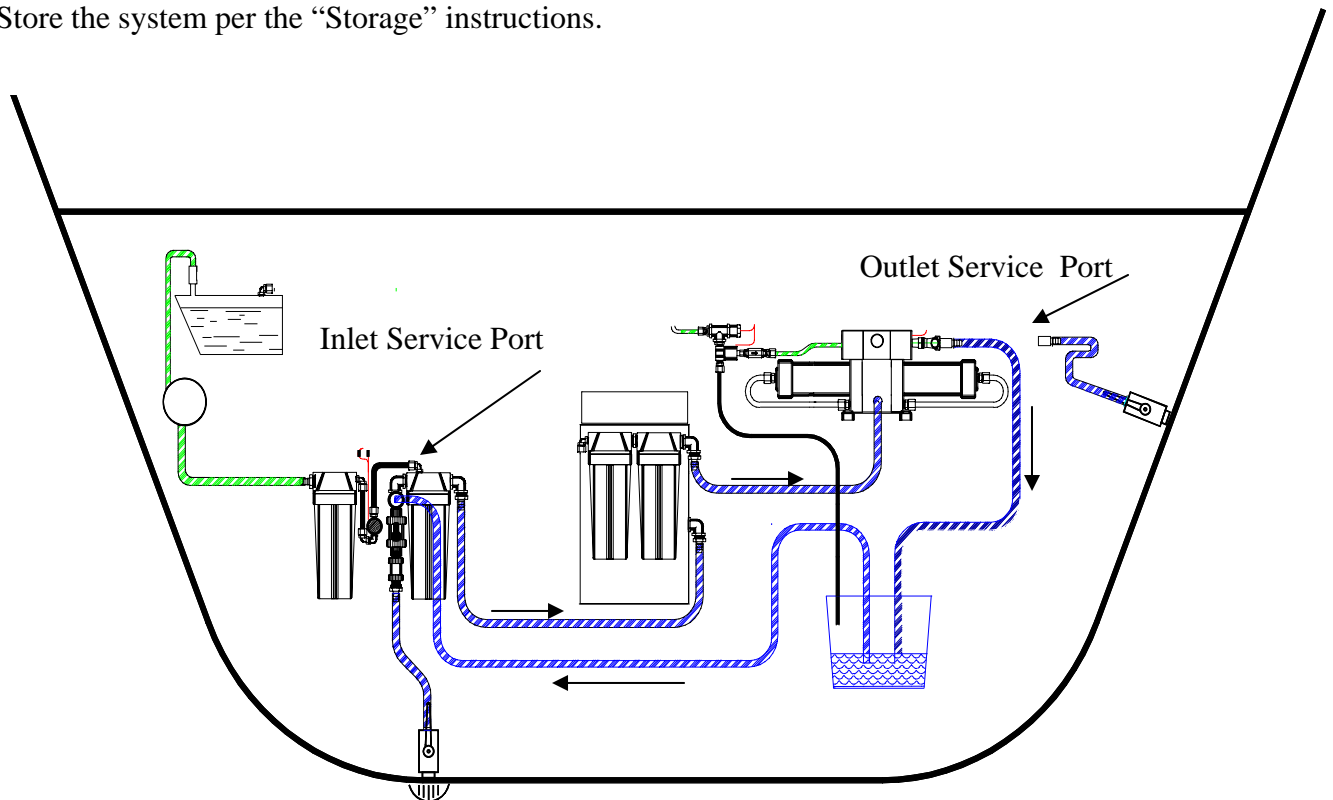 Store the system per the “Storage” instructions.
Outlet Service Port
Inlet Service Port